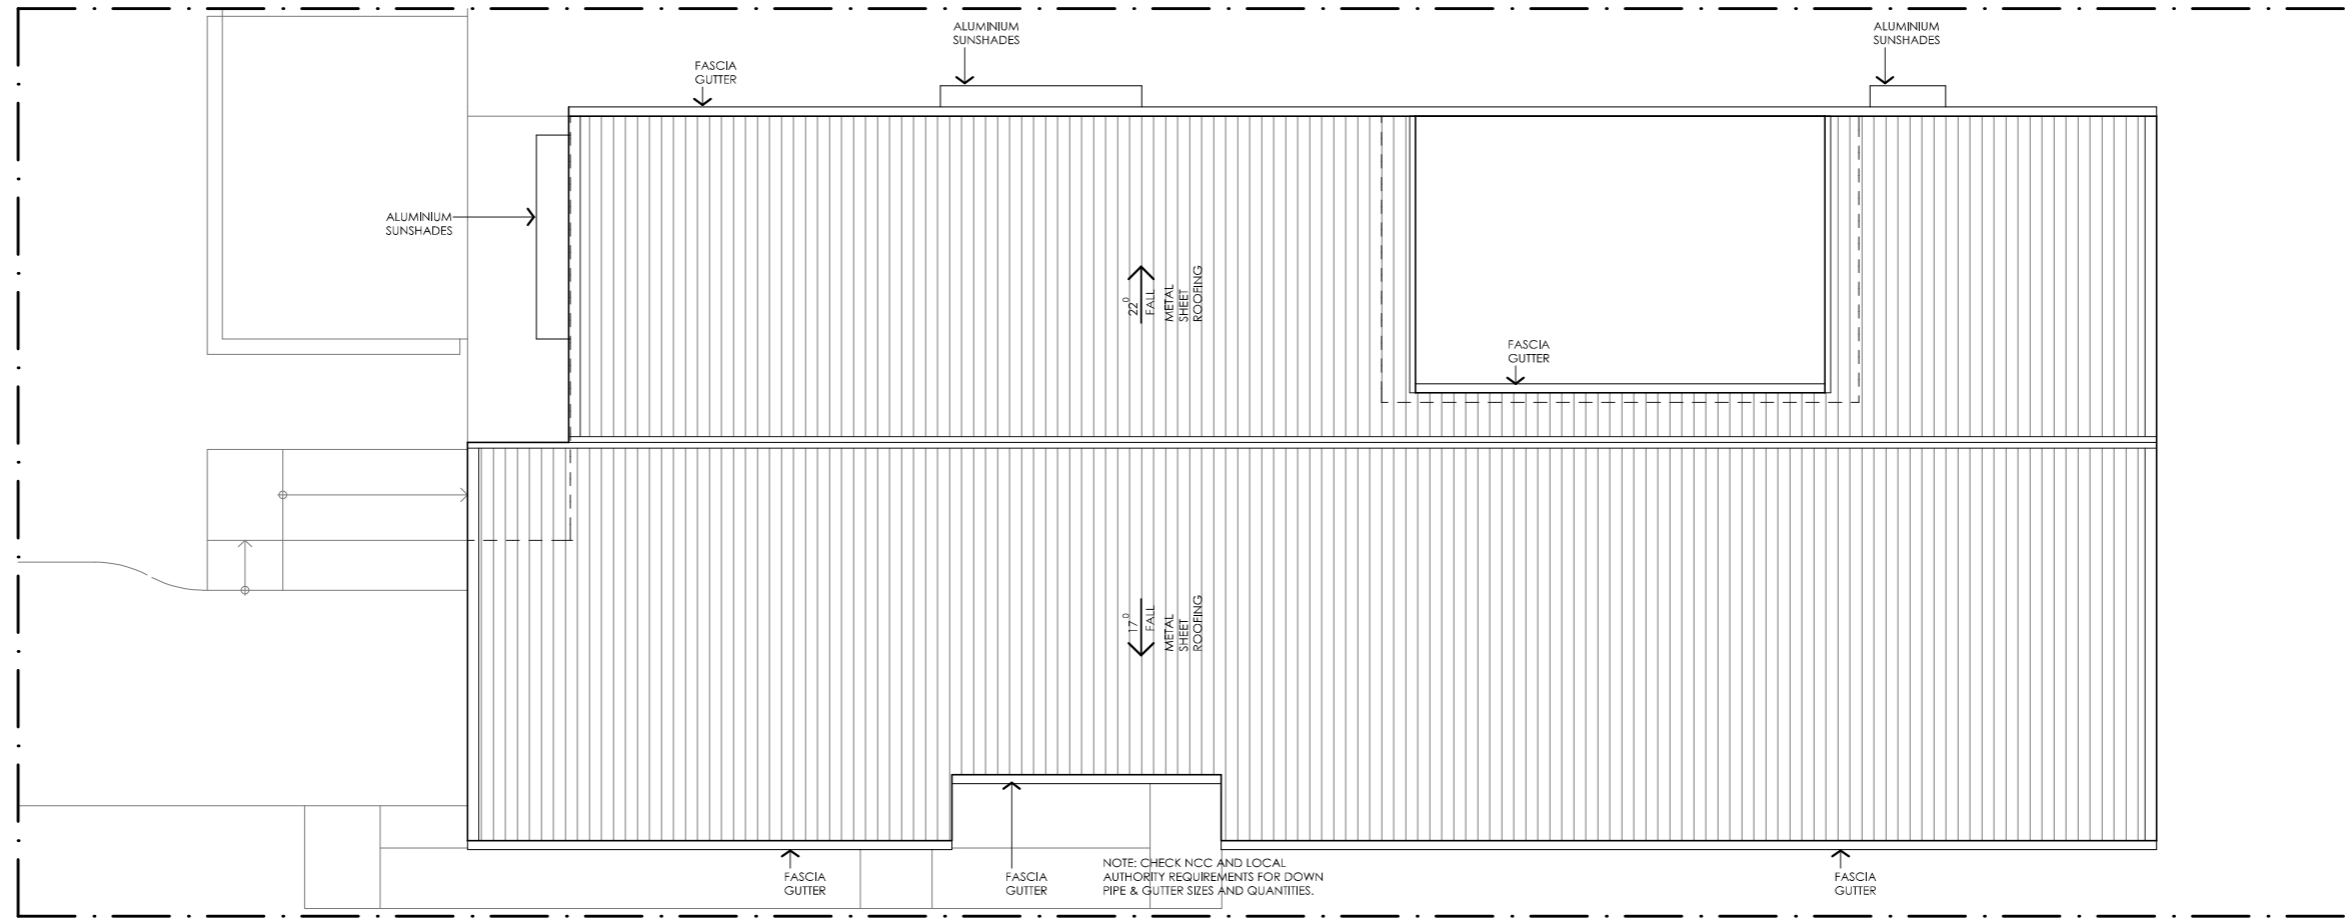 ALUMINIUM
SUNSHADES
ALUMINIUM
SUNSHADES
FASCIA
GUTTER
ALUMINIUM
SUNSHADES
22⁰
FALL
METAL
SHEET
ROOFING
FASCIA
GUTTER
17⁰
FALL
METAL
SHEET
ROOFING
FASCIA
GUTTER
FASCIA
GUTTER
NOTE: CHECK NCC AND LOCAL
AUTHORITY REQUIREMENTS FOR DOWN
PIPE & GUTTER SIZES AND QUANTITIES.
FASCIA
GUTTER